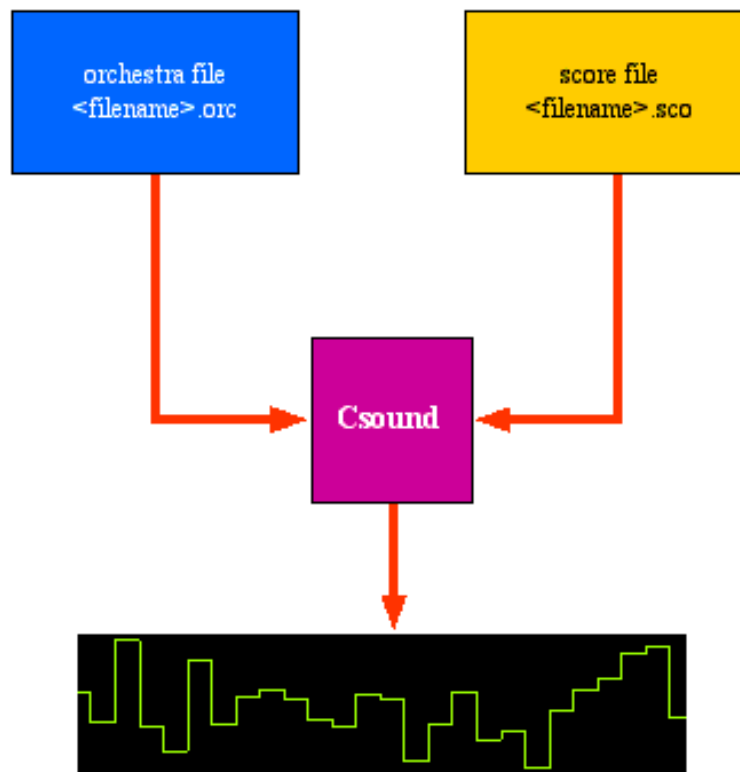 orchestra file
<filename>.orc
score file
<filename>.sco
Csound